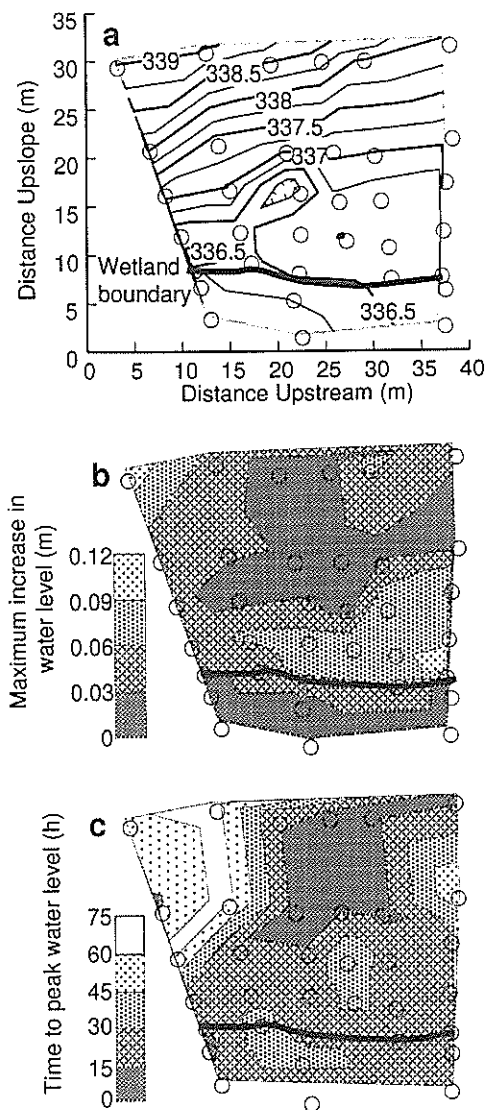 a
35
30
25
20
15
10
5
0
Distance Upslope (m)
339
338.5
338
337.5
337
336.5
Wetland
boundary
336.5
0 5 10 15 20 25 30 35 40
Distance Upstream (m)
b
Maximum increase in
water level (m)
0.12
0.09
0.06
0.03
0
c
Time to peak water level (h)
75
60
45
30
15
0